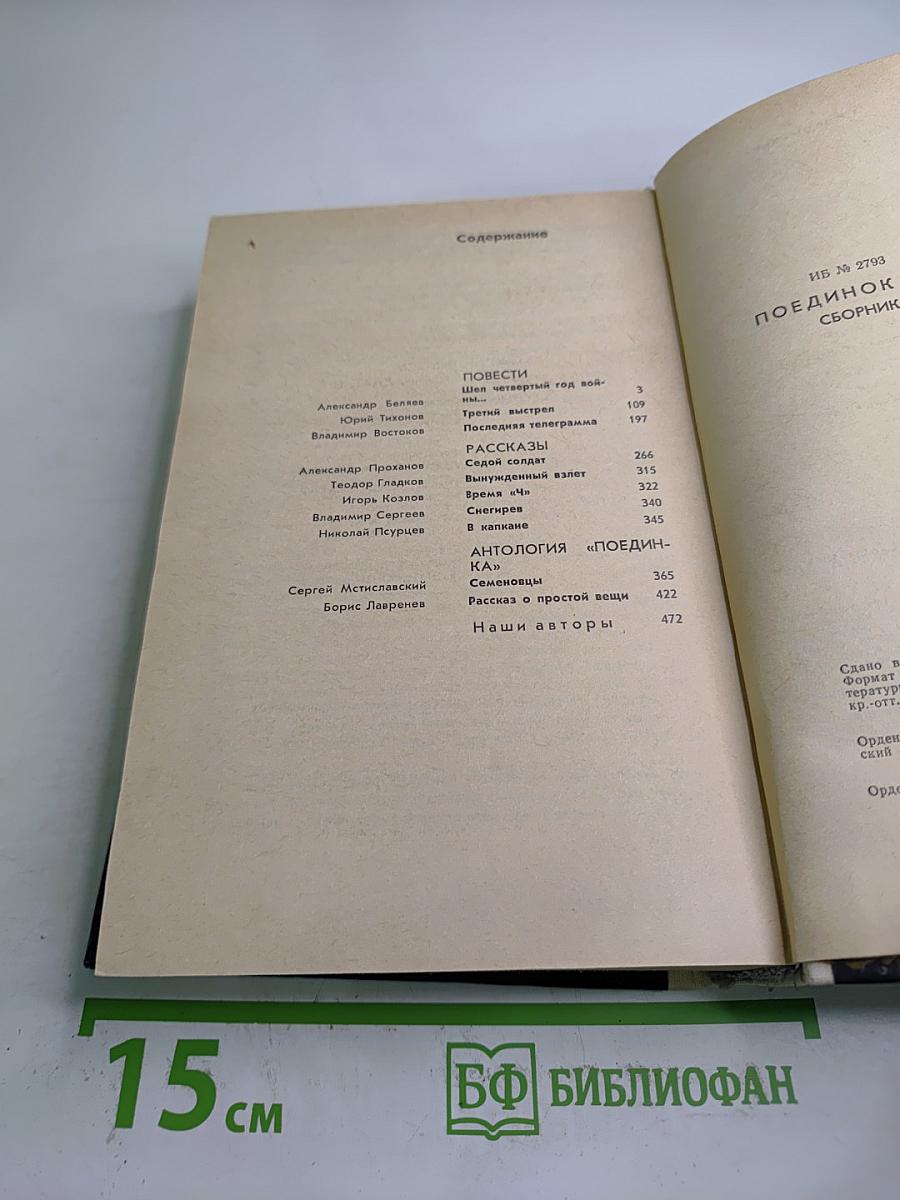 Содержание
ПОВЕСТИ
Александр Беляев Шел четвертый год вой-
ны... 3
Юрий Тихонов Третий выстрел 109
Владимир Востоков Последняя телеграмма 197
РАССКАЗЫ
Александр Проханов Седой солдат 266
Теодор Гладков Вынужденный взлет 315
Игорь Козлов Время «Ч» 322
Владимир Сергеев Снегирев 340
Николай Псурцев В капкане 345
АНТОЛОГИЯ «ПОЕДИН-
КА»
Сергей Мстиславский Семеновцы 365
Борис Лавренев Рассказ о простой вещи 422
Наши авторы 472
ИБ № 2793
ПОЕДИНОК
СБОРНИК
Сдано в
Формат
тератур
кр.-отт.
Орден
ский
Орде
15 см
БФ БИБЛИОФАН